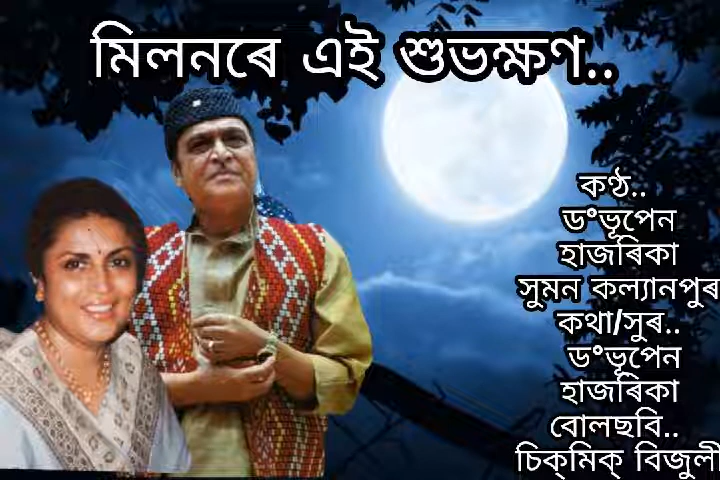 মিলনৰে এই শুভক্ষণ..
কণ্ঠ..
ড°ভূপেন
হাজৰিকা
সুমন কল্যানপুৰ
কথা/সুৰ..
ড°ভূপেন
হাজৰিকা
বোলছবি..
চিক্‌মিক্‌ বিজুলী